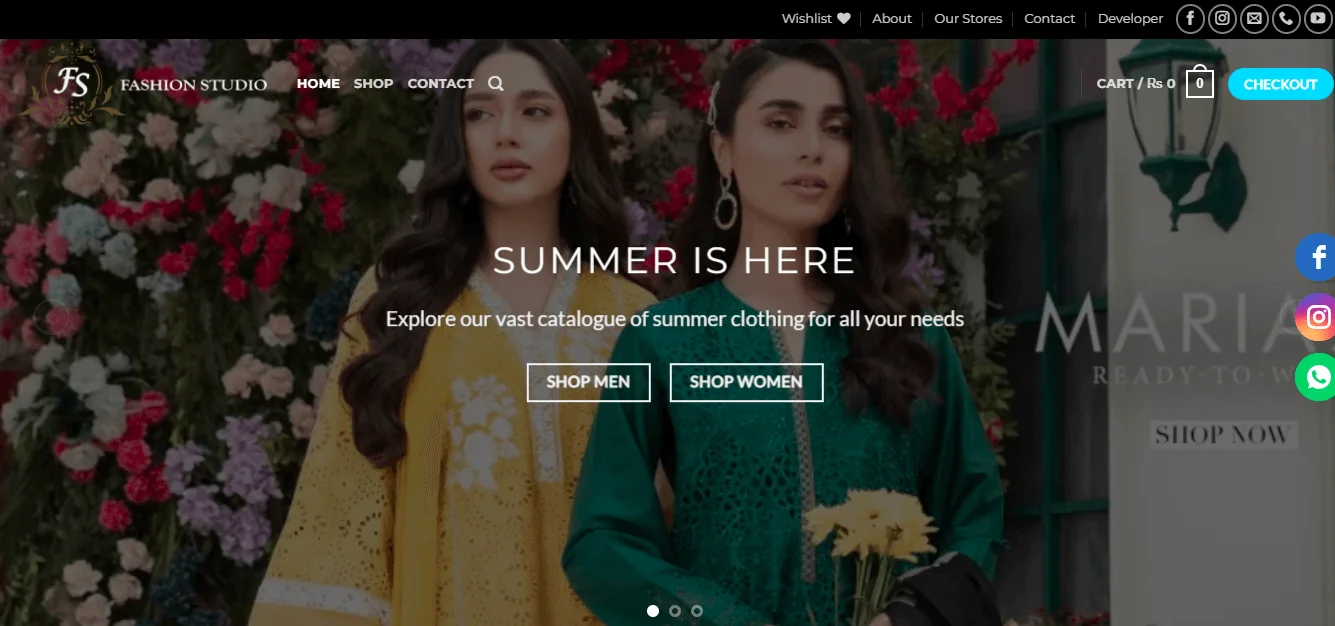 Wishlist About Our Stores Contact Developer
FS FASHION STUDIO HOME SHOP CONTACT CART / ₨ 0 0 CHECKOUT
SUMMER IS HERE
Explore our vast catalogue of summer clothing for all your needs
SHOP MEN SHOP WOMEN
MARIA
READY-TO-W
SHOP NOW